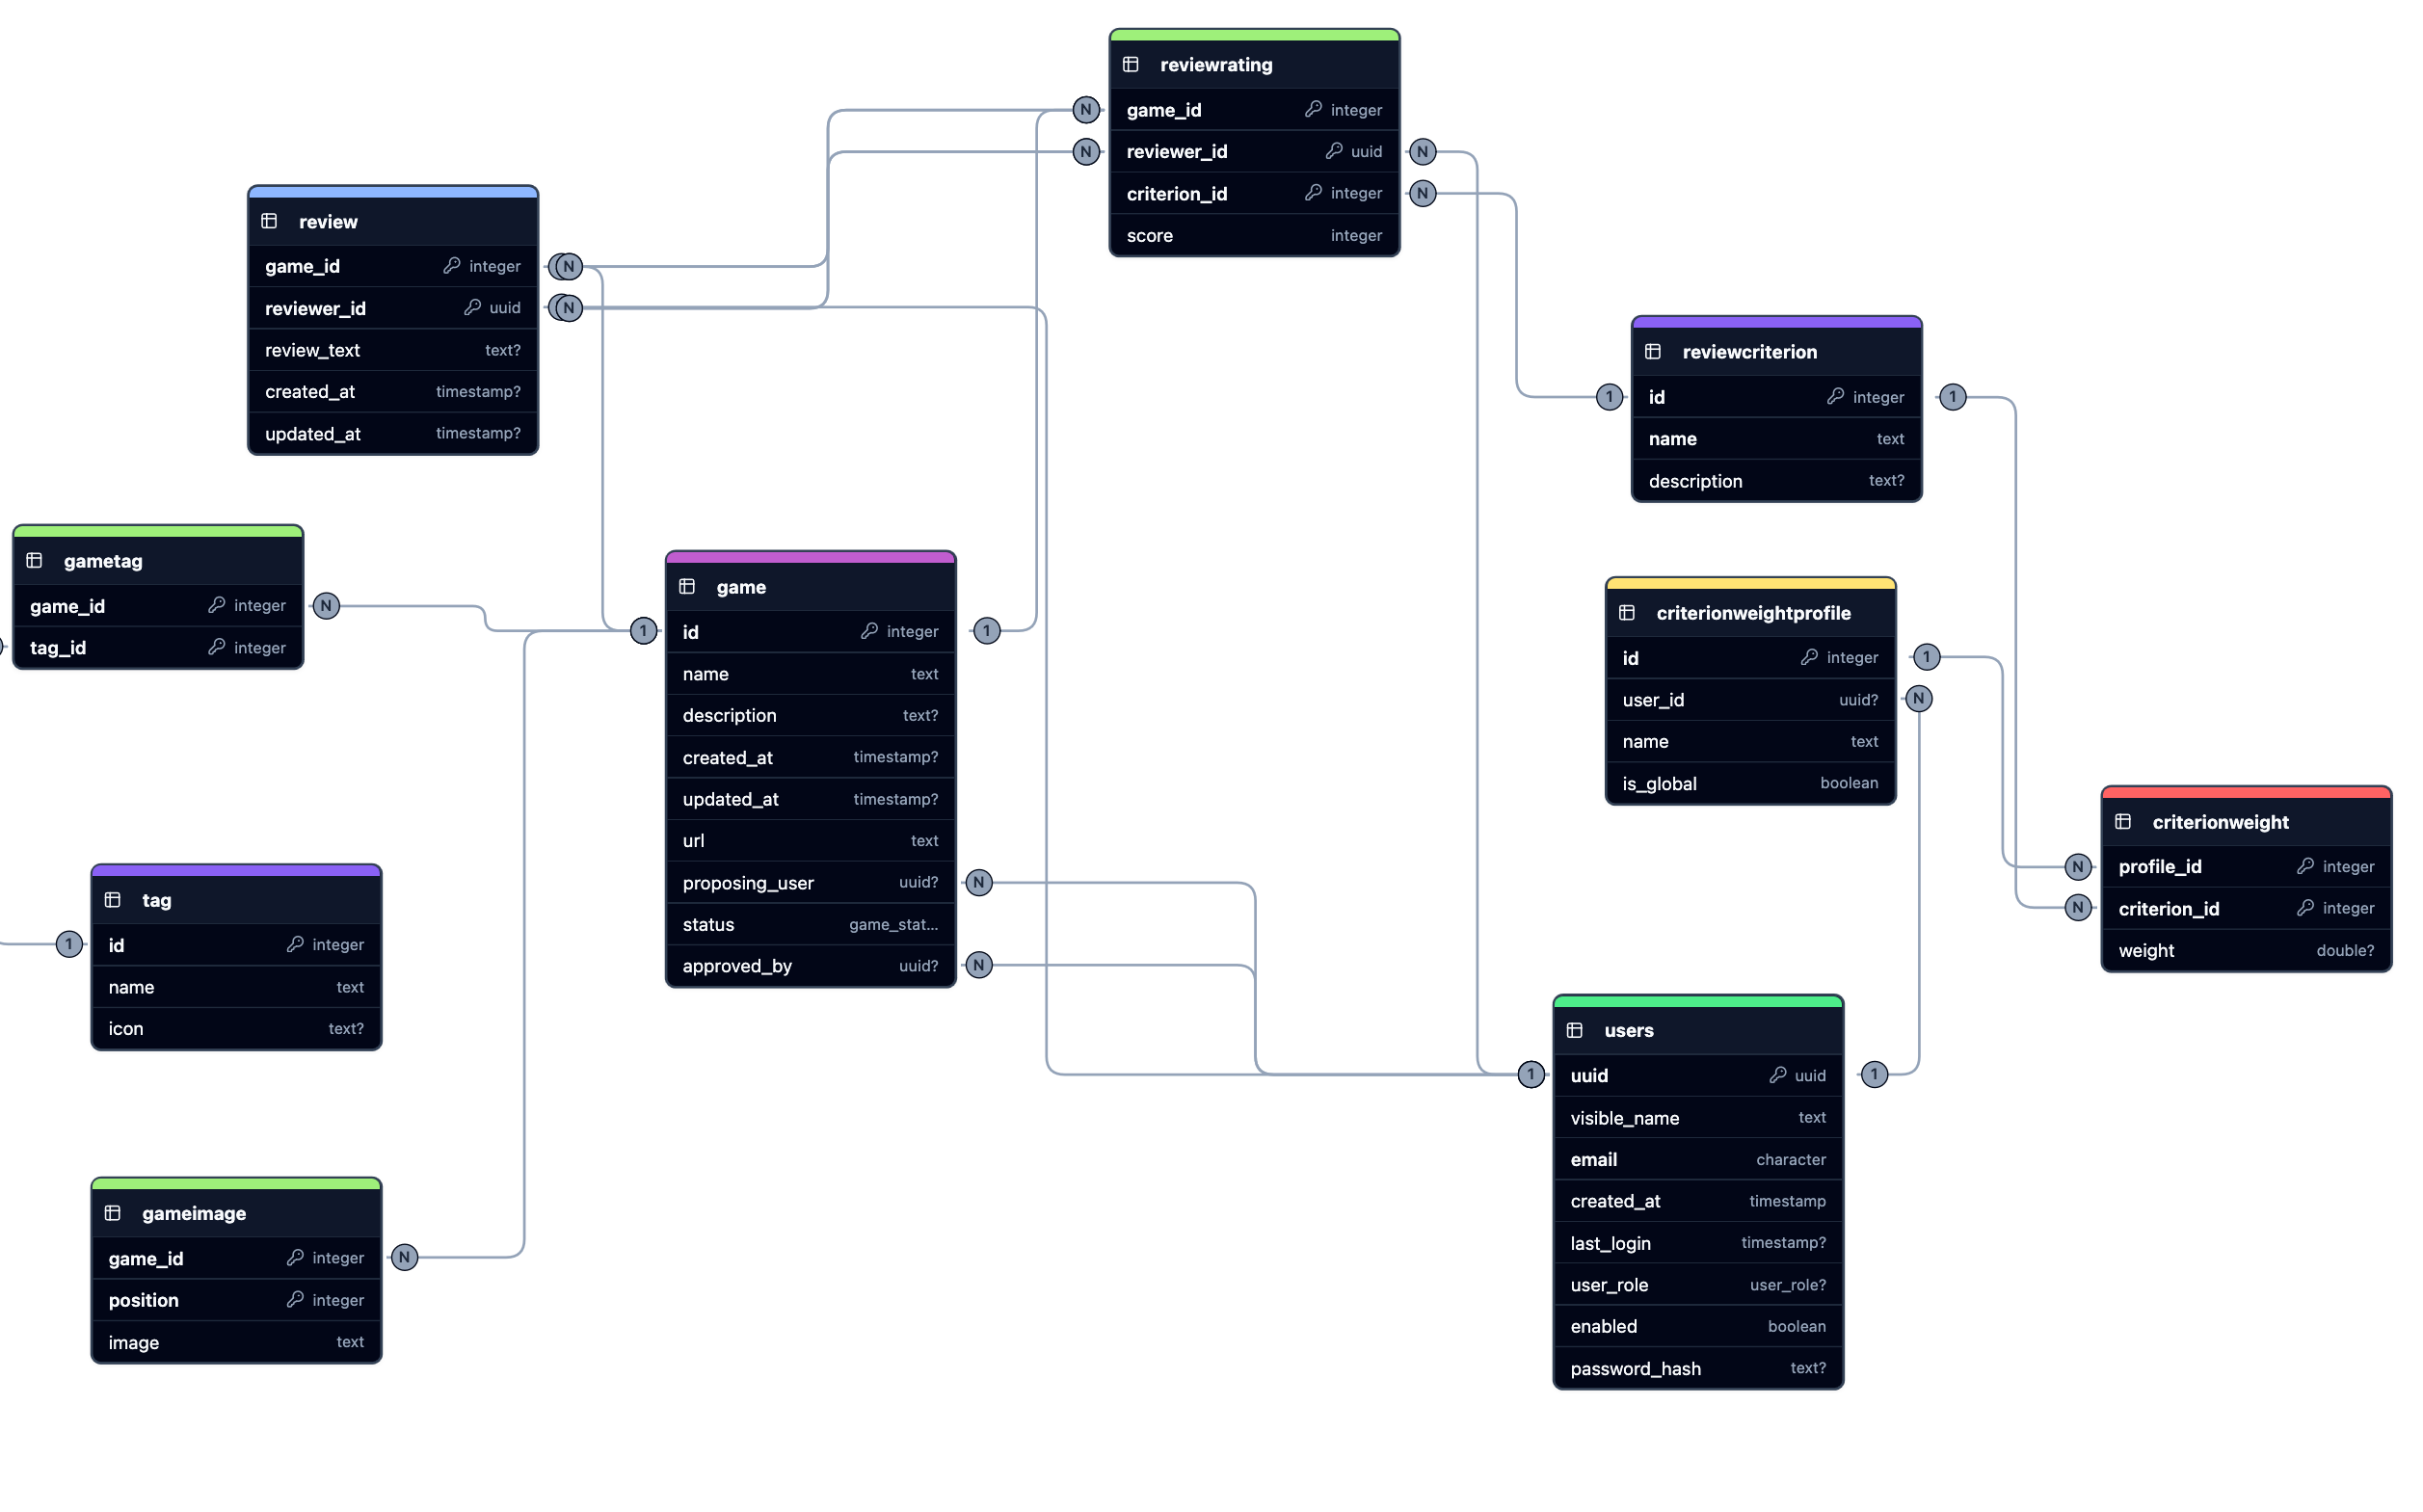 reviewrating
game_id integer
reviewer_id uuid
criterion_id integer
score integer
review
game_id integer
reviewer_id uuid
review_text text?
created_at timestamp?
updated_at timestamp?
reviewcriterion
id integer
name text
description text?
gametag
game_id integer
tag_id integer
game
id integer
name text
description text?
created_at timestamp?
updated_at timestamp?
url text
proposing_user uuid?
status game_stat...
approved_by uuid?
criterionweightprofile
id integer
user_id uuid?
name text
is_global boolean
criterionweight
profile_id integer
criterion_id integer
weight double?
tag
id integer
name text
icon text?
users
uuid uuid
visible_name text
email character
created_at timestamp
last_login timestamp?
user_role user_role?
enabled boolean
password_hash text?
gameimage
game_id integer
position integer
image text
N
N
N
N
N
N
1
1
N
1
1
1
N
N
N
N
N
1
1
1
N